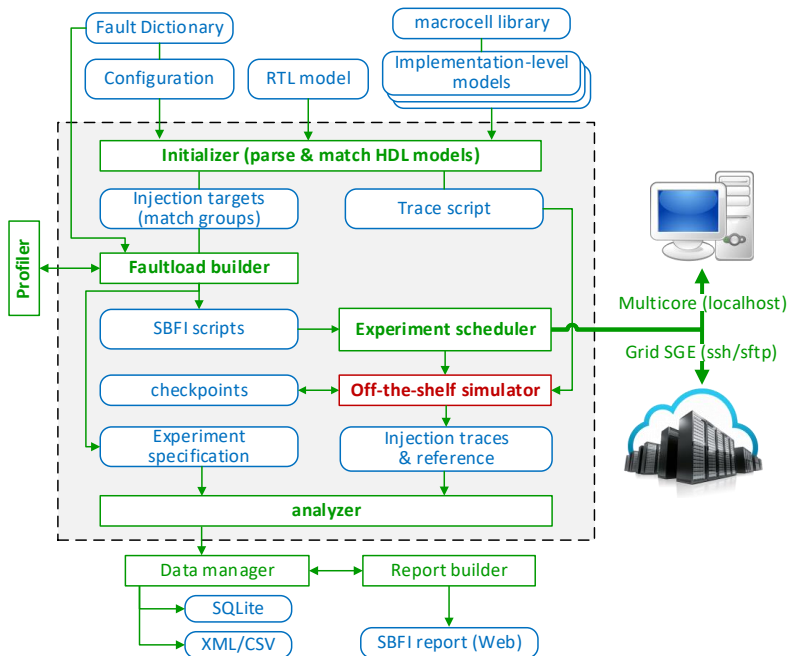 Fault Dictionary
macrocell library
Configuration
RTL model
Implementation-level
models
Initializer (parse & match HDL models)
Injection targets
(match groups)
Trace script
Profiler
Faultload builder
SBFI scripts
Experiment scheduler
Multicore (localhost)
Grid SGE (ssh/sftp)
checkpoints
Off-the-shelf simulator
Experiment
specification
Injection traces
& reference
analyzer
Data manager
Report builder
SQLite
XML/CSV
SBFI report (Web)